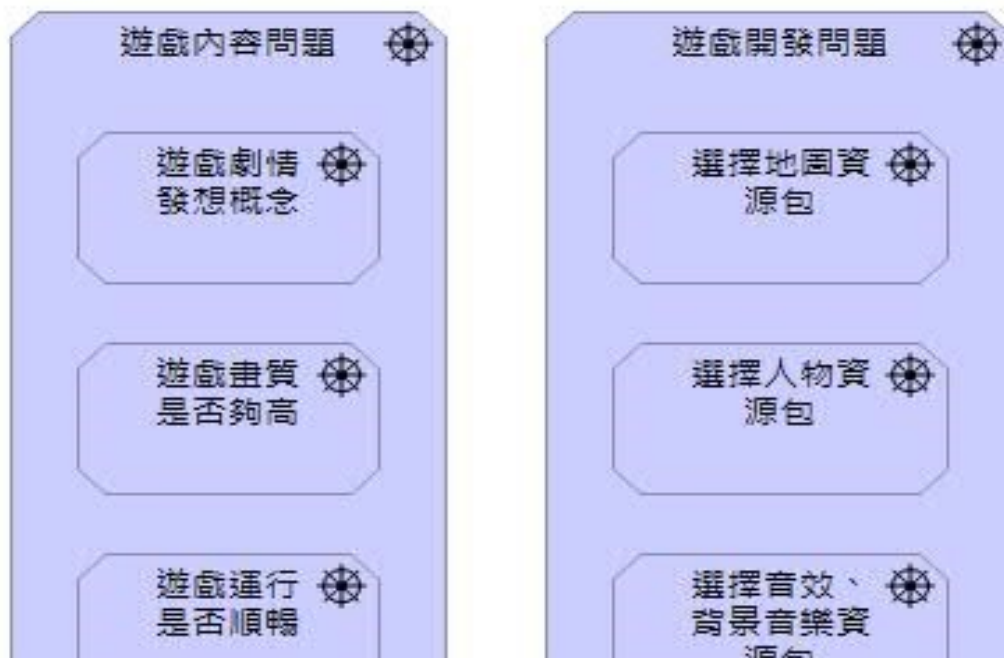 遊戲內容問題
遊戲劇情
發想概念
遊戲畫質
是否夠高
遊戲運行
是否順暢
遊戲開發問題
選擇地圖資
源包
選擇人物資
源包
選擇音效、
背景音樂資
源包